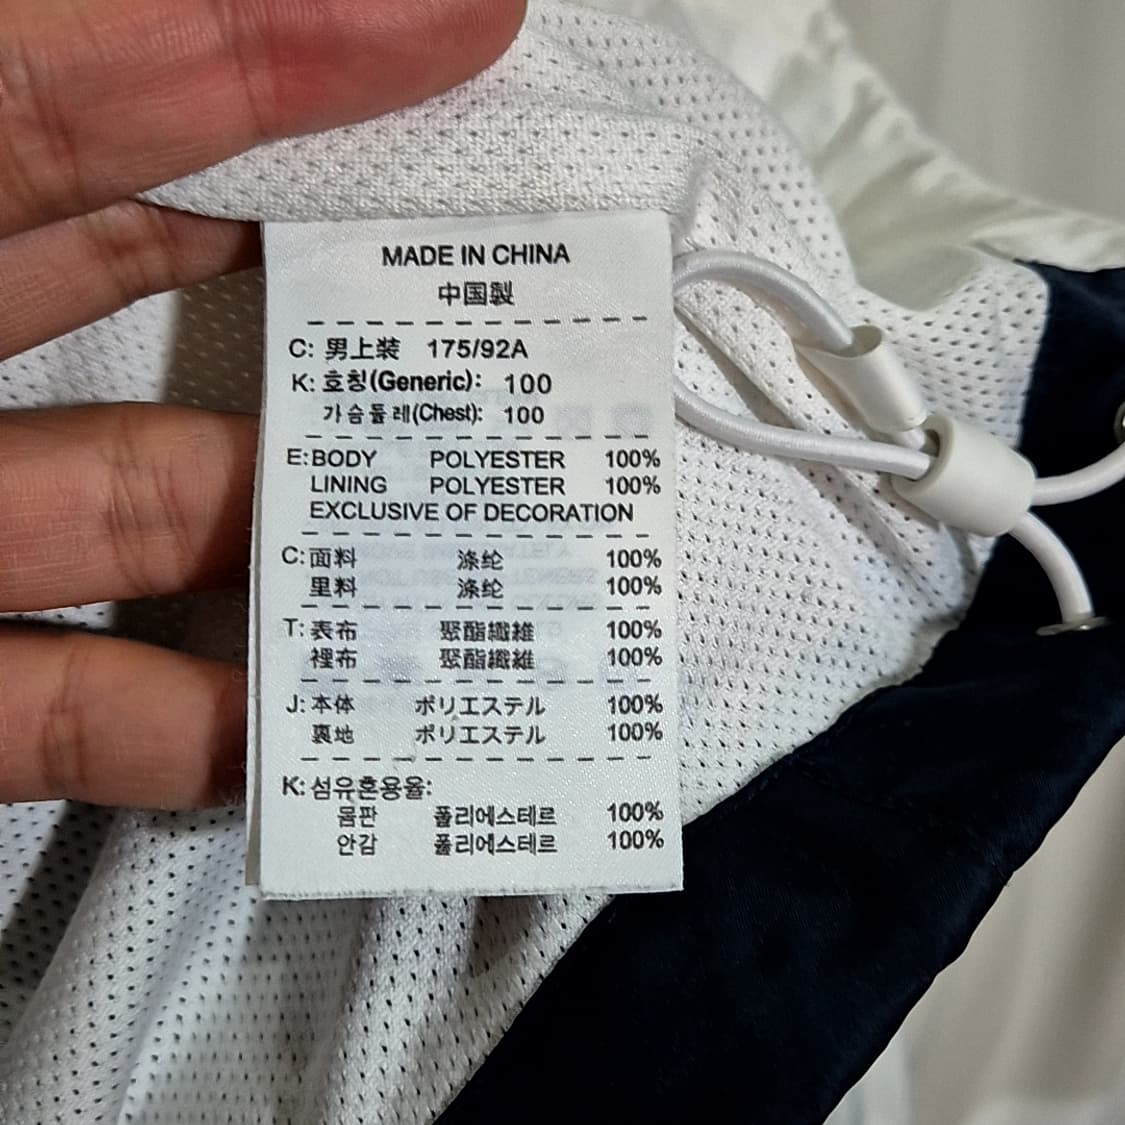 MADE IN CHINA
中国製
C: 男上裝 175/92A
K: 호칭(Generic): 100
가슴둘레(Chest): 100
E:BODY POLYESTER 100%
LINING POLYESTER 100%
EXCLUSIVE OF DECORATION
C:面料 涤纶 100%
里料 涤纶 100%
T:表布 聚酯纖維 100%
裡布 聚酯纖維 100%
J:本体 ポリエステル 100%
裏地 ポリエステル 100%
K:섬유혼용율:
몸판 폴리에스테르 100%
안감 폴리에스테르 100%